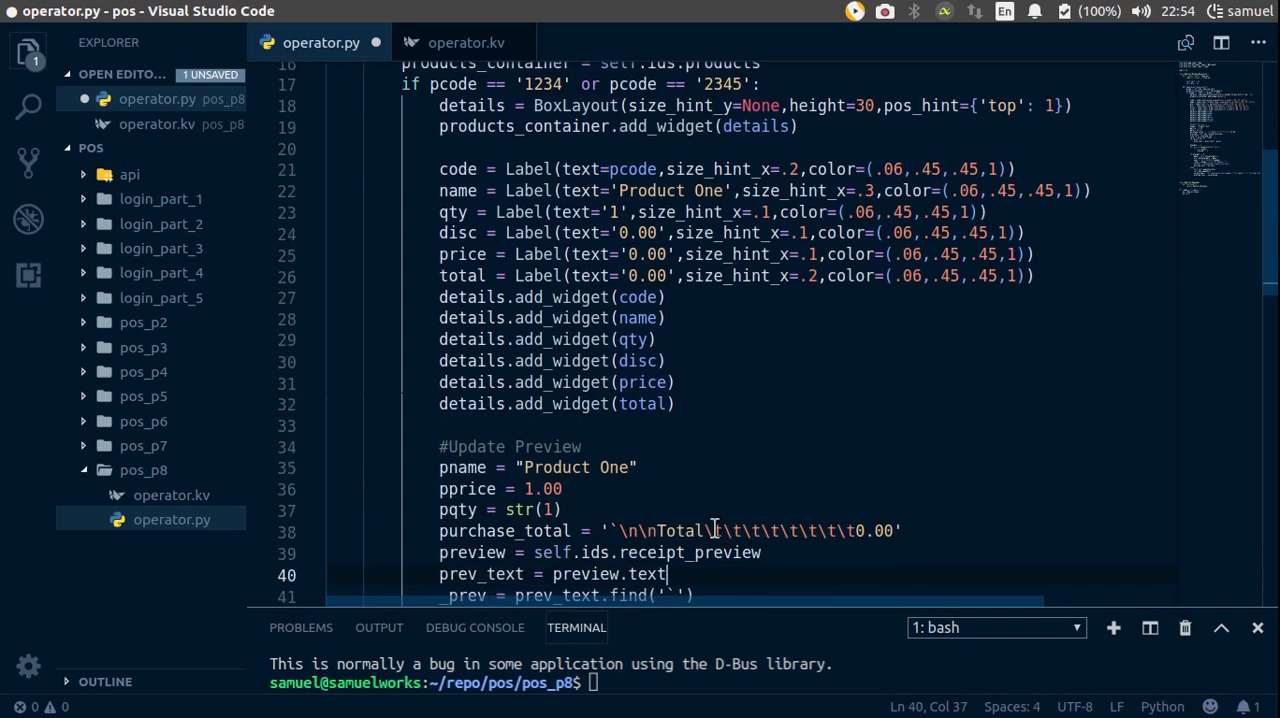 operator.py - pos - Visual Studio Code
En
(100%)
22:54
samuel
EXPLORER
operator.py
operator.kv
1
OPEN EDITO...
1 UNSAVED
operator.py pos_p8
operator.kv pos_p8
POS
api
login_part_1
login_part_2
login_part_3
login_part_4
login_part_5
pos_p2
pos_p3
pos_p4
pos_p5
pos_p6
pos_p7
pos_p8
operator.kv
operator.py
OUTLINE
16 products_container = self.ids.products
17 if pcode == '1234' or pcode == '2345':
18 details = BoxLayout(size_hint_y=None,height=30,pos_hint={'top': 1})
19 products_container.add_widget(details)
20
21 code = Label(text=pcode,size_hint_x=.2,color=(.06,.45,.45,1))
22 name = Label(text='Product One',size_hint_x=.3,color=(.06,.45,.45,1))
23 qty = Label(text='1',size_hint_x=.1,color=(.06,.45,.45,1))
24 disc = Label(text='0.00',size_hint_x=.1,color=(.06,.45,.45,1))
25 price = Label(text='0.00',size_hint_x=.1,color=(.06,.45,.45,1))
26 total = Label(text='0.00',size_hint_x=.2,color=(.06,.45,.45,1))
27 details.add_widget(code)
28 details.add_widget(name)
29 details.add_widget(qty)
30 details.add_widget(disc)
31 details.add_widget(price)
32 details.add_widget(total)
33
34 #Update Preview
35 pname = "Product One"
36 pprice = 1.00
37 pqty = str(1)
38 purchase_total = '`\n\nTotal\t\t\t\t\t\t\t\t0.00'
39 preview = self.ids.receipt_preview
40 prev_text = preview.text
41 _prev = prev_text.find('`')
PROBLEMS
OUTPUT
DEBUG CONSOLE
TERMINAL
1: bash
This is normally a bug in some application using the D-Bus library.
samuel@samuelworks:~/repo/pos/pos_p8$
0
0
Ln 40, Col 37
Spaces: 4
UTF-8
LF
Python
1